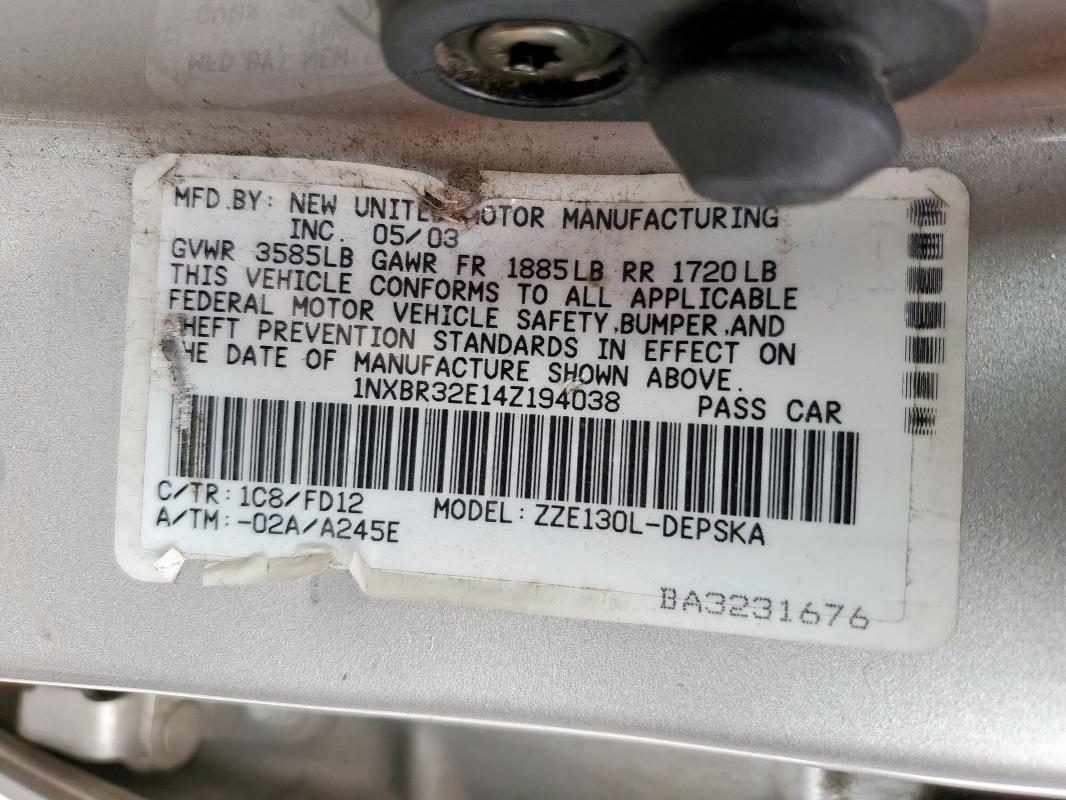 MFD.BY: NEW UNITED MOTOR MANUFACTURING
INC. 05/03
GVWR 3585LB GAWR FR 1885LB RR 1720LB
THIS VEHICLE CONFORMS TO ALL APPLICABLE
FEDERAL MOTOR VEHICLE SAFETY,BUMPER,AND
THEFT PREVENTION STANDARDS IN EFFECT ON
THE DATE OF MANUFACTURE SHOWN ABOVE.
1NXBR32E14Z194038 PASS CAR
C/TR:1C8/FD12 MODEL:ZZE130L-DEPSKA
A/TM:-02A/A245E
BA3231676